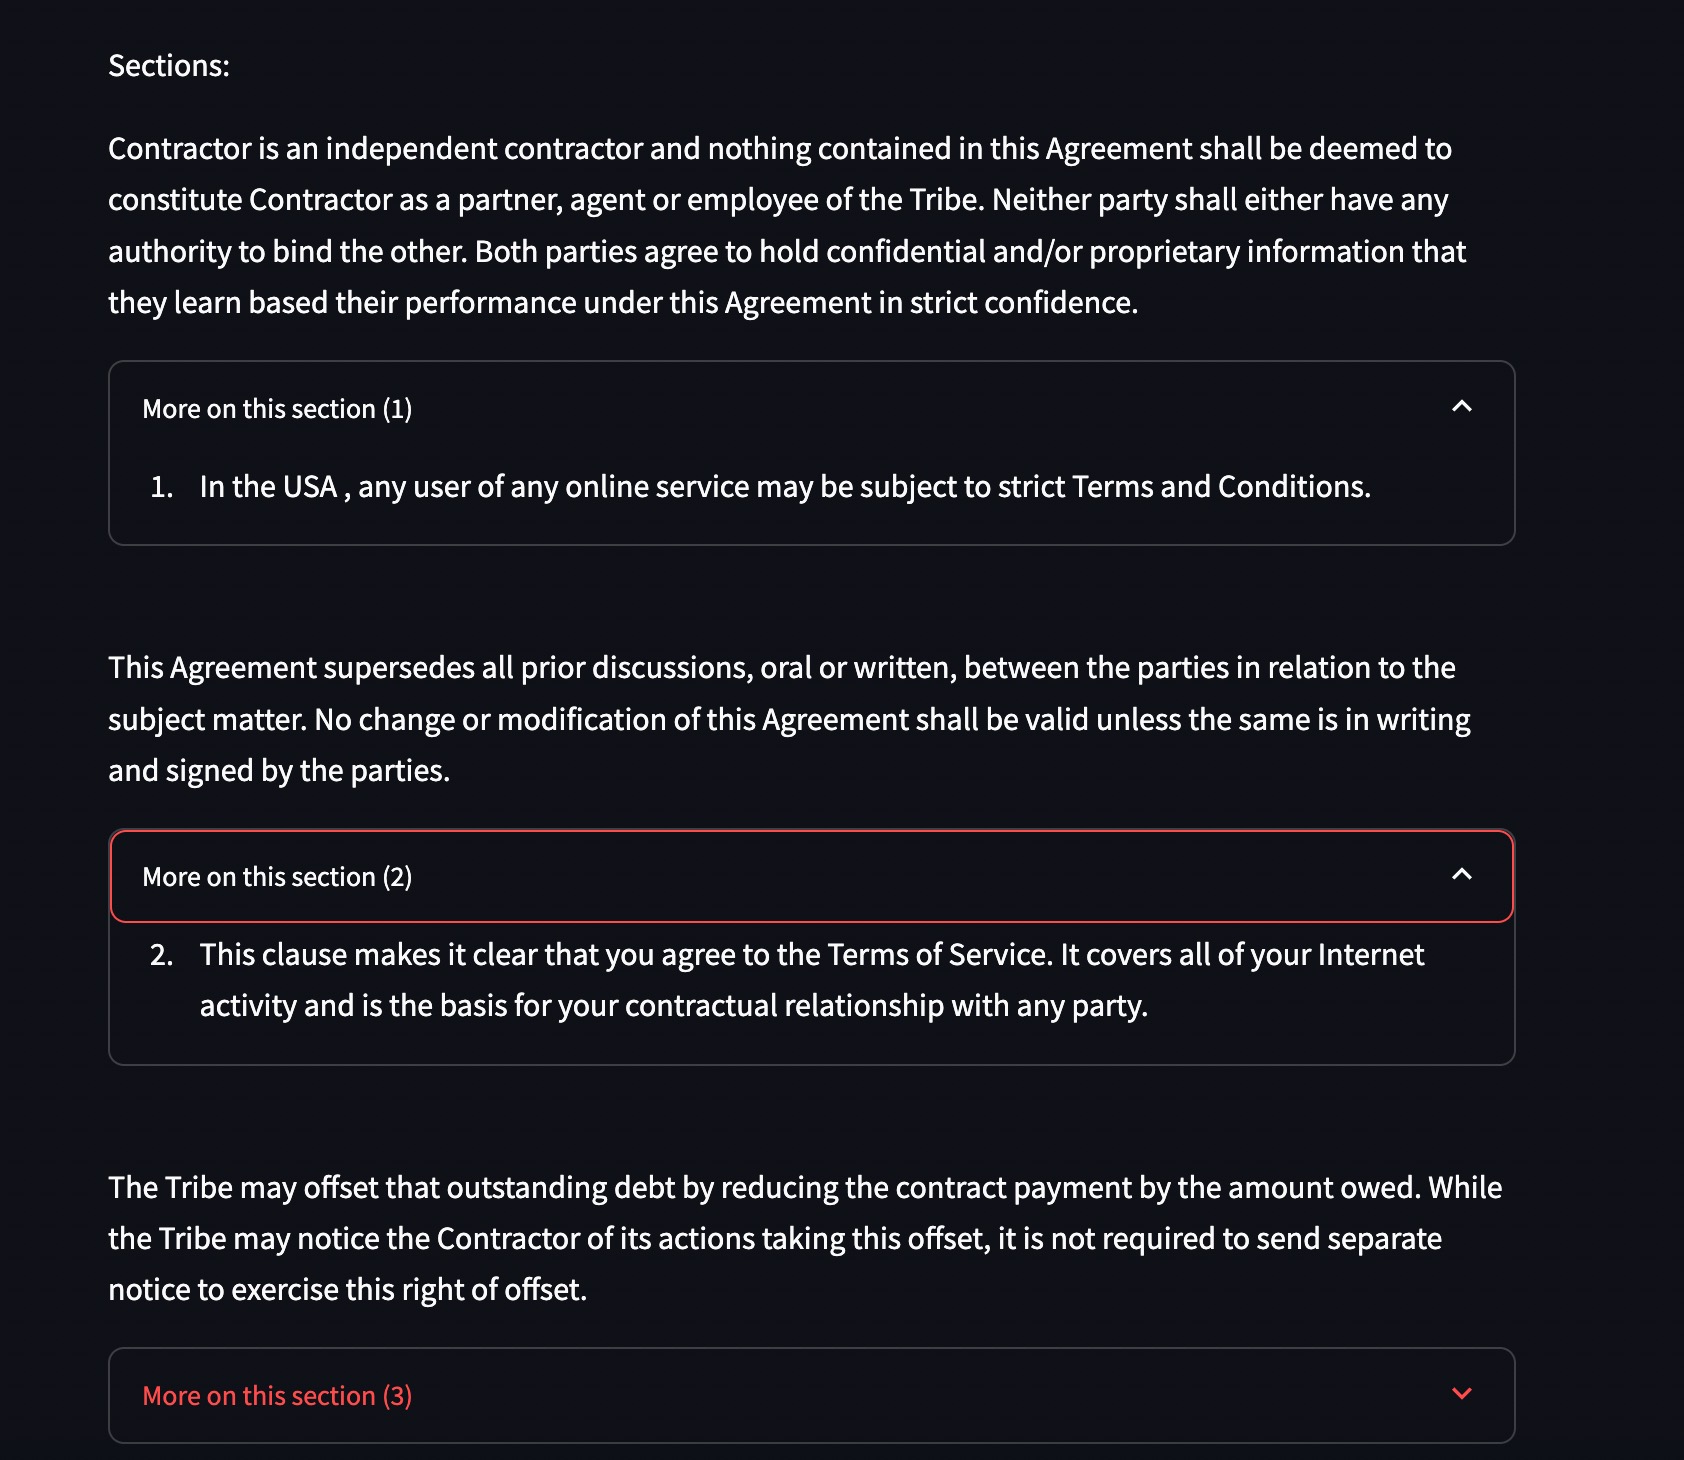 Sections:
Contractor is an independent contractor and nothing contained in this Agreement shall be deemed to
constitute Contractor as a partner, agent or employee of the Tribe. Neither party shall either have any
authority to bind the other. Both parties agree to hold confidential and/or proprietary information that
they learn based their performance under this Agreement in strict confidence.
More on this section (1)
1. In the USA , any user of any online service may be subject to strict Terms and Conditions.
This Agreement supersedes all prior discussions, oral or written, between the parties in relation to the
subject matter. No change or modification of this Agreement shall be valid unless the same is in writing
and signed by the parties.
More on this section (2)
2. This clause makes it clear that you agree to the Terms of Service. It covers all of your Internet
activity and is the basis for your contractual relationship with any party.
The Tribe may offset that outstanding debt by reducing the contract payment by the amount owed. While
the Tribe may notice the Contractor of its actions taking this offset, it is not required to send separate
notice to exercise this right of offset.
More on this section (3)